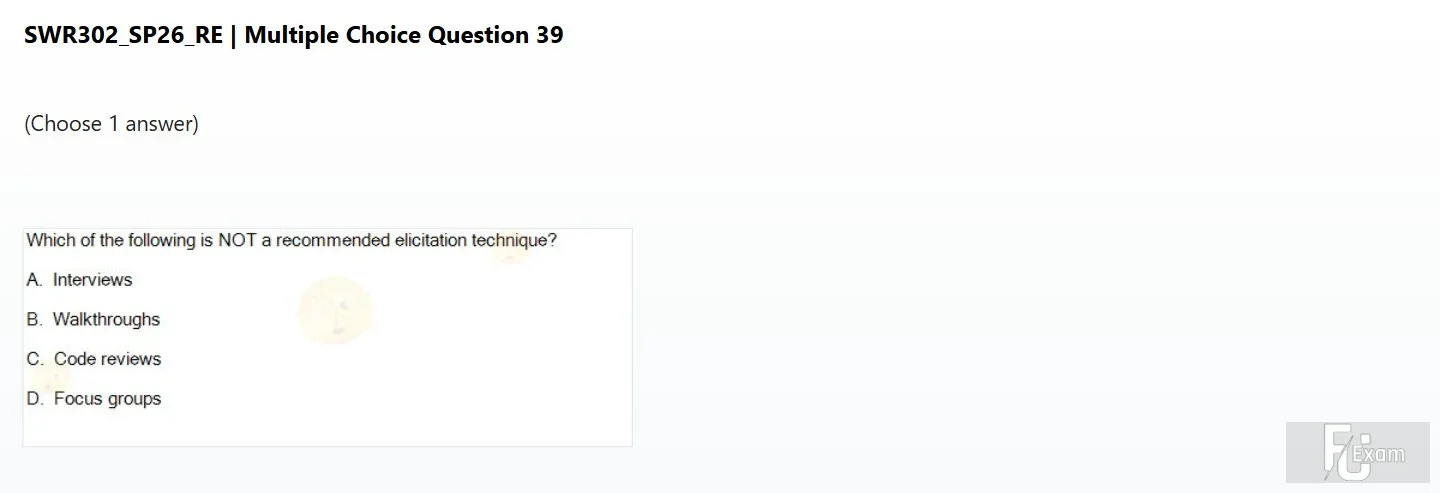 SWR302_SP26_RE | Multiple Choice Question 39
(Choose 1 answer)
Which of the following is NOT a recommended elicitation technique?
A. Interviews
B. Walkthroughs
C. Code reviews
D. Focus groups
FU Exam